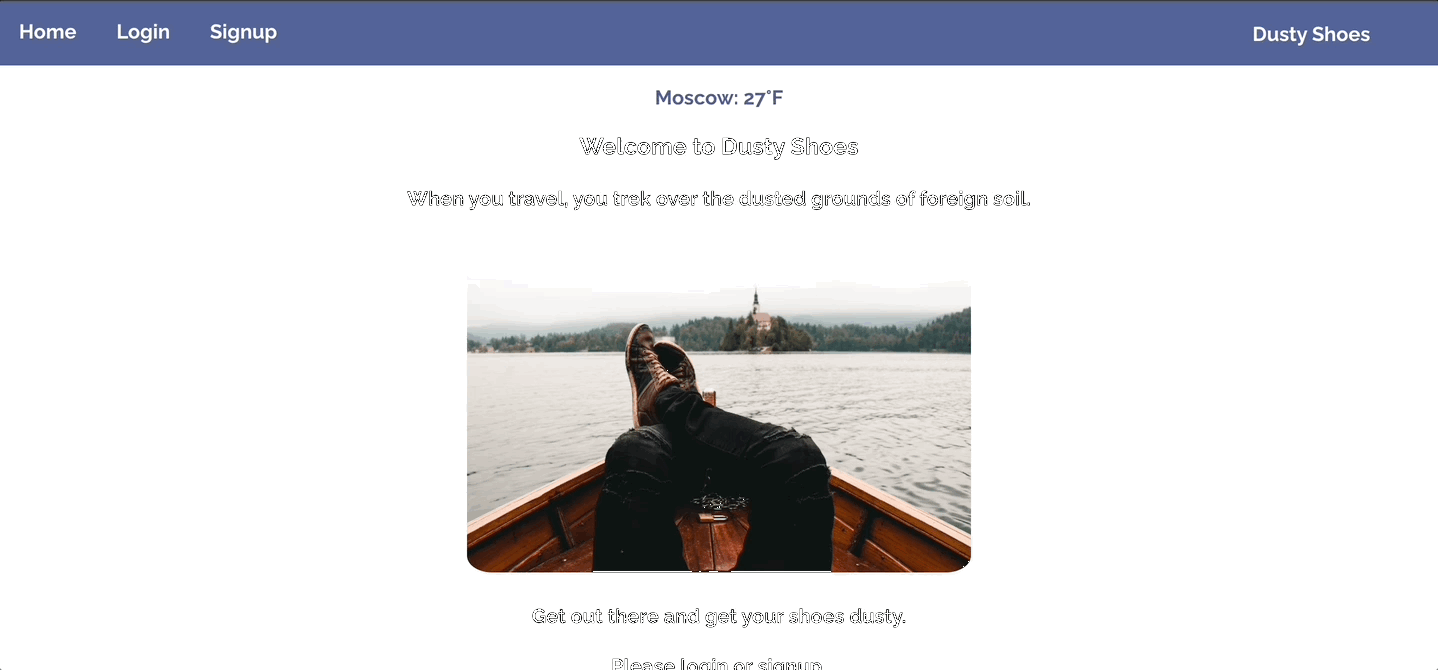 Home Login Signup Dusty Shoes
Moscow: 27°F
Welcome to Dusty Shoes
When you travel, you trek over the dusted grounds of foreign soil.
Get out there and get your shoes dusty.
Please login or signup